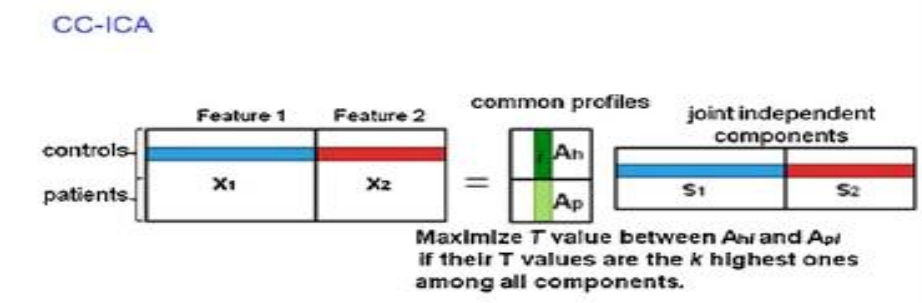 CC-ICA
common profiles
Feature 1 Feature 2
joint independent
components
controls
patients
X1 X2 = Ah
Ap
S1 S2
Maximize T value between Ahi and Api
if their T values are the k highest ones
among all components.